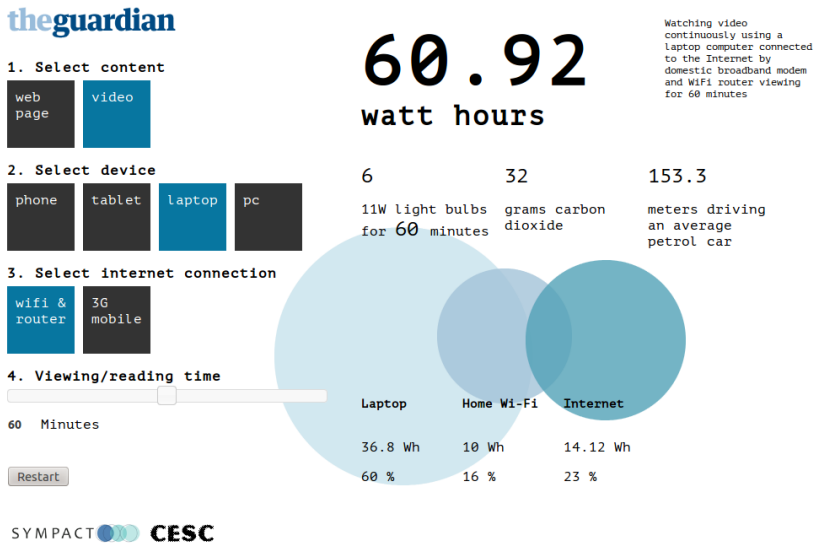 theguardian
1. Select content
web
page
video
2. Select device
phone
tablet
laptop
pc
3. Select internet connection
wifi &
router
3G
mobile
4. Viewing/reading time
60 Minutes
Restart
SYMPACT
CESC
60.92
watt hours
Watching video
continuously using a
laptop computer connected
to the Internet by
domestic broadband modem
and WiFi router viewing
for 60 minutes
6
11W light bulbs
for 60 minutes
32
grams carbon
dioxide
153.3
meters driving
an average
petrol car
Laptop Home Wi-Fi Internet
36.8 Wh 10 Wh 14.12 Wh
60 % 16 % 23 %